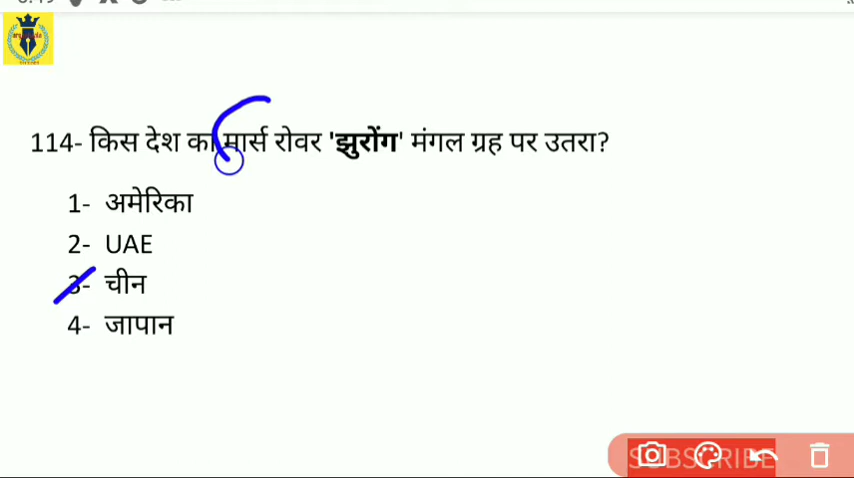 114- किस देश का मार्स रोवर 'झुरोंग' मंगल ग्रह पर उतरा?
1- अमेरिका
2- UAE
3- चीन
4- जापान
SUBSCRIBE